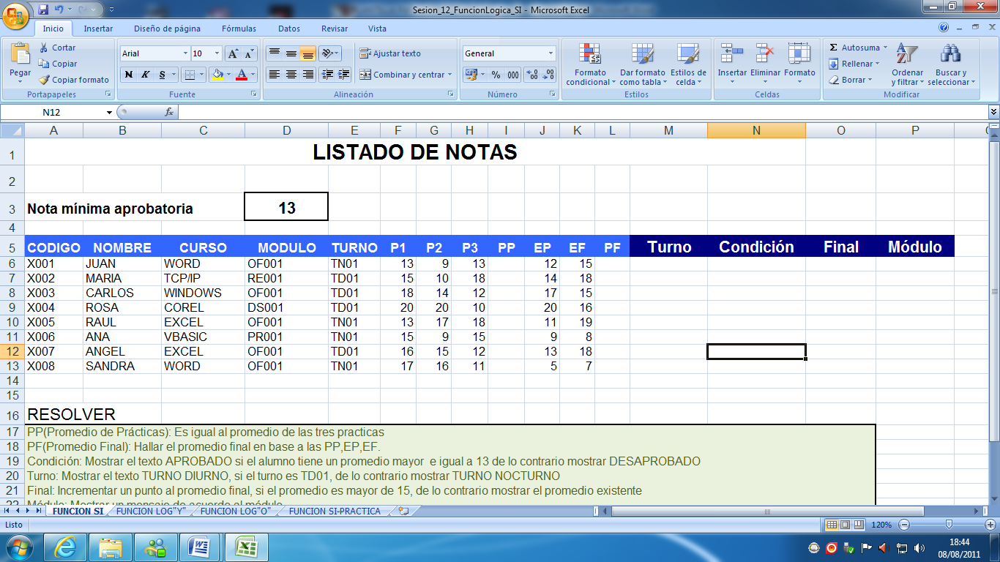 Sesion_12_FuncionLogica_SI - Microsoft Excel
Inicio Insertar Diseño de página Fórmulas Datos Revisar Vista
Pegar Cortar Copiar Copiar formato
Portapapeles
Arial 10
N K S
Fuente
Ajustar texto
Combinar y centrar
Alineación
General
% 000
Número
Formato condicional Dar formato como tabla Estilos de celda
Estilos
Insertar Eliminar Formato
Celdas
Autosuma Rellenar Borrar Ordenar y filtrar Buscar y seleccionar
Modificar
N12 fx
A B C D E F G H I J K L M N O P
1 LISTADO DE NOTAS
2
3 Nota mínima aprobatoria 13
4
5 CODIGO NOMBRE CURSO MODULO TURNO P1 P2 P3 PP EP EF PF Turno Condición Final Módulo
6 X001 JUAN WORD OF001 TN01 13 9 13 12 15
7 X002 MARIA TCP/IP RE001 TD01 15 10 18 14 18
8 X003 CARLOS WINDOWS OF001 TD01 18 14 12 17 15
9 X004 ROSA COREL DS001 TD01 20 20 10 20 16
10 X005 RAUL EXCEL OF001 TN01 13 17 18 11 19
11 X006 ANA VBASIC PR001 TN01 15 9 15 9 8
12 X007 ANGEL EXCEL OF001 TD01 16 15 12 13 18
13 X008 SANDRA WORD OF001 TN01 17 16 11 5 7
14
15
16 RESOLVER
17 PP(Promedio de Prácticas): Es igual al promedio de las tres practicas
18 PF(Promedio Final): Hallar el promedio final en base a las PP,EP,EF.
19 Condición: Mostrar el texto APROBADO si el alumno tiene un promedio mayor e igual a 13 de lo contrario mostrar DESAPROBADO
20 Turno: Mostrar el texto TURNO DIURNO, si el turno es TD01, de lo contrario mostrar TURNO NOCTURNO
21 Final: Incrementar un punto al promedio final, si el promedio es mayor de 15, de lo contrario mostrar el promedio existente
22 Módulo: Mostrar un mensaje de acuerdo al módulo
FUNCION SI FUNCION LOG"Y" FUNCION LOG"O" FUNCION SI-PRACTICA
Listo 120%
18:44
08/08/2011